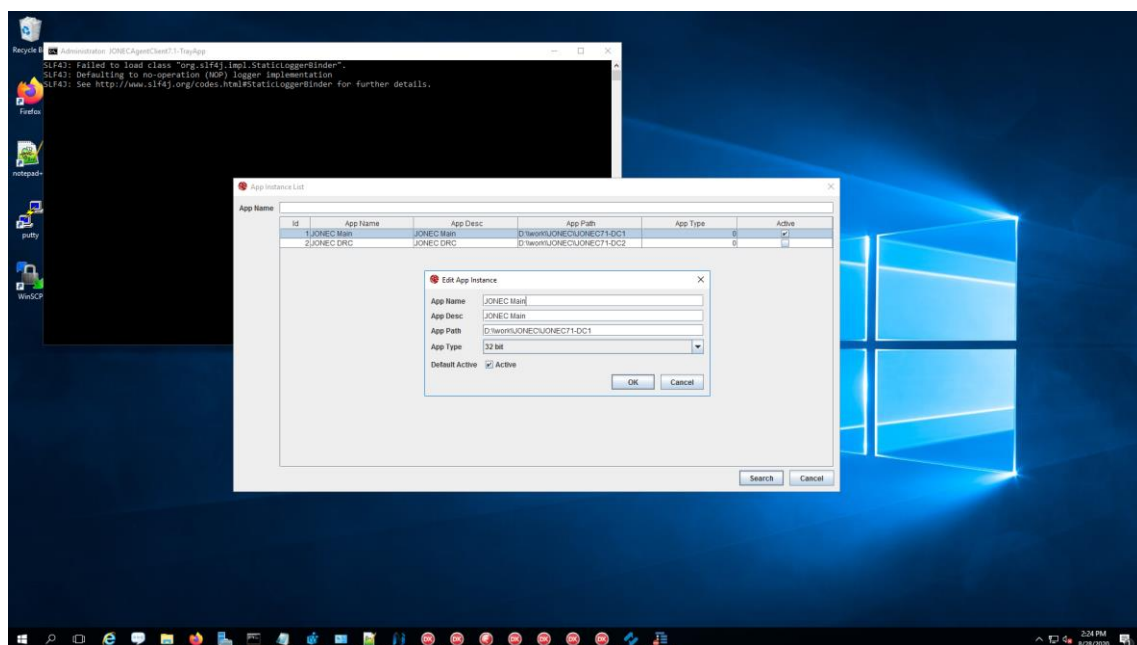 Recycle B
Administrator: JONECAgentClient7.1-TrayApp
SLF4J: Failed to load class "org.slf4j.impl.StaticLoggerBinder".
SLF4J: Defaulting to no-operation (NOP) logger implementation
SLF4J: See http://www.slf4j.org/codes.html#StaticLoggerBinder for further details.
Firefox
notepad+
putty
WinSCP
App Instance List
App Name
Id App Name App Desc App Path App Type Active
1 JONEC Main JONEC Main D:\work\JONEC\JONEC71-DC1 0
2 JONEC DRC JONEC DRC D:\work\JONEC\JONEC71-DC2 0
Edit App Instance
App Name JONEC Main
App Desc JONEC Main
App Path D:\work\JONEC\JONEC71-DC1
App Type 32 bit
Default Active Active
OK Cancel
Search Cancel
2:24 PM
8/28/2020